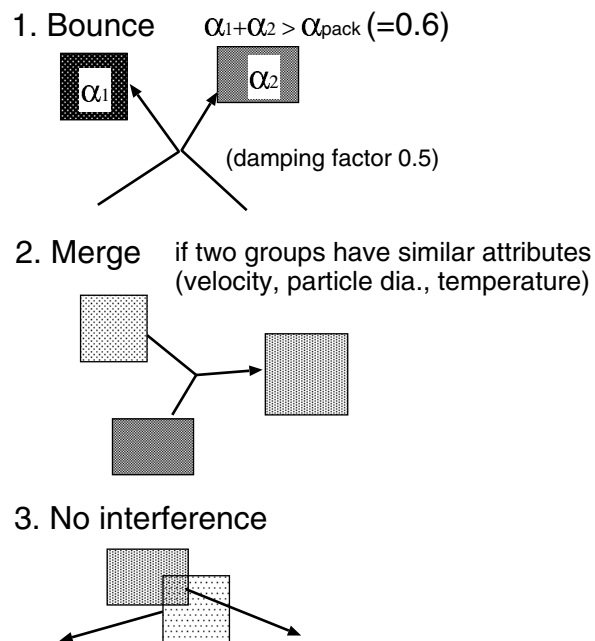 1. Bounce α1+α2 > αpack (=0.6)
α1 α2
(damping factor 0.5)
2. Merge if two groups have similar attributes
(velocity, particle dia., temperature)
3. No interference